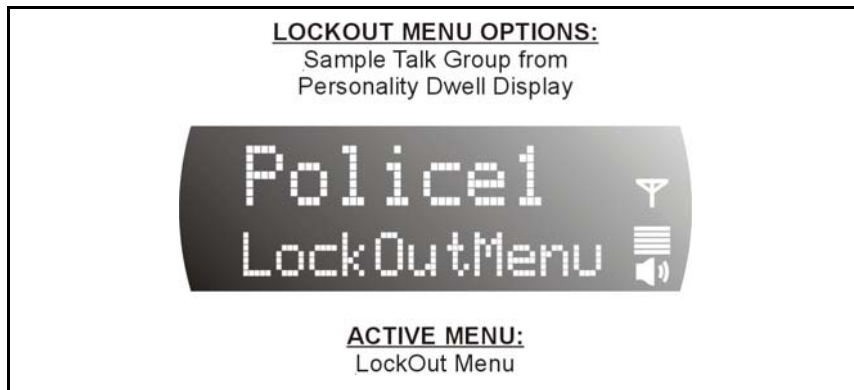 LOCKOUT MENU OPTIONS:
Sample Talk Group from
Personality Dwell Display
Police1
LockOutMenu
ACTIVE MENU:
LockOut Menu